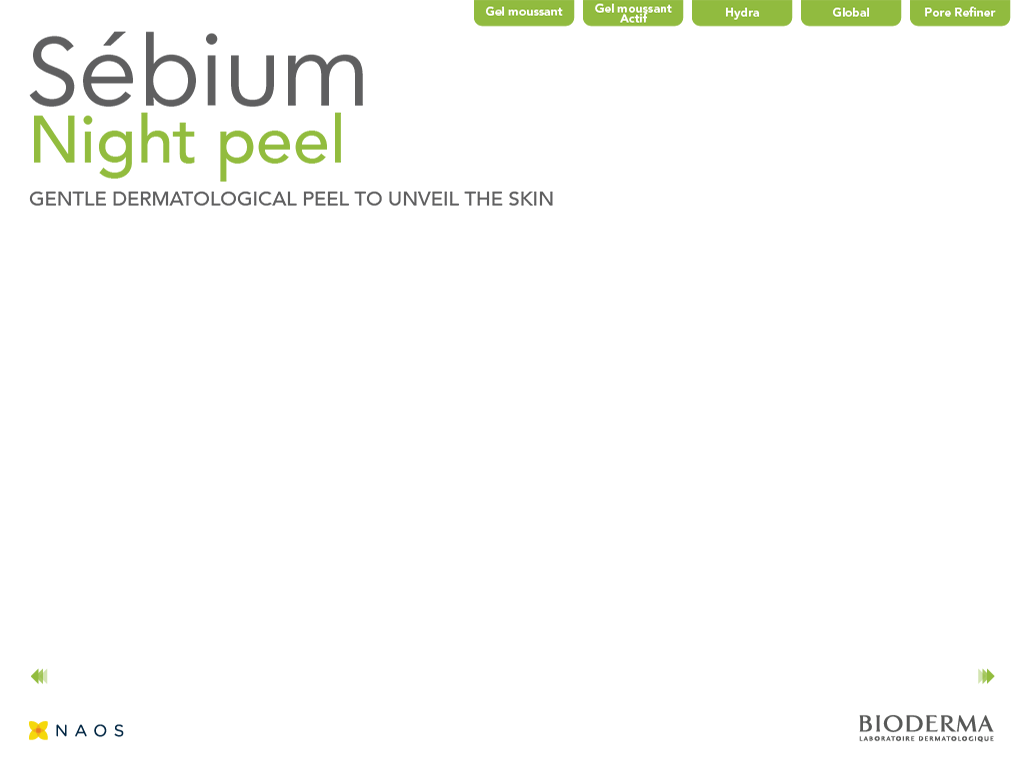 Gel moussant
Gel moussant
Actif
Hydra
Global
Pore Refiner
Sébium
Night peel
GENTLE DERMATOLOGICAL PEEL TO UNVEIL THE SKIN
NAOS
BIODERMA
LABORATOIRE DERMATOLOGIQUE